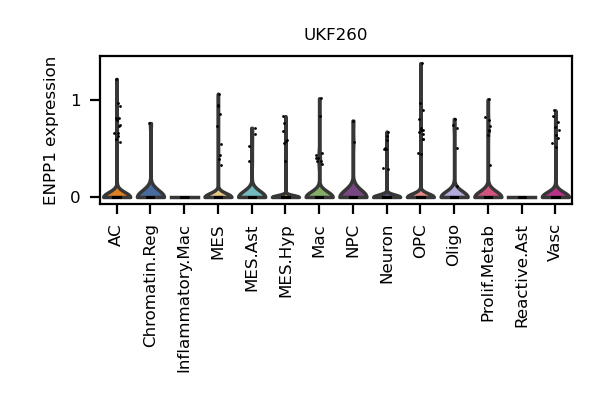 UKF260
ENPP1 expression
1
0
AC
Chromatin.Reg
Inflammatory.Mac
MES
MES.Ast
MES.Hyp
Mac
NPC
Neuron
OPC
Oligo
Prolif.Metab
Reactive.Ast
Vasc